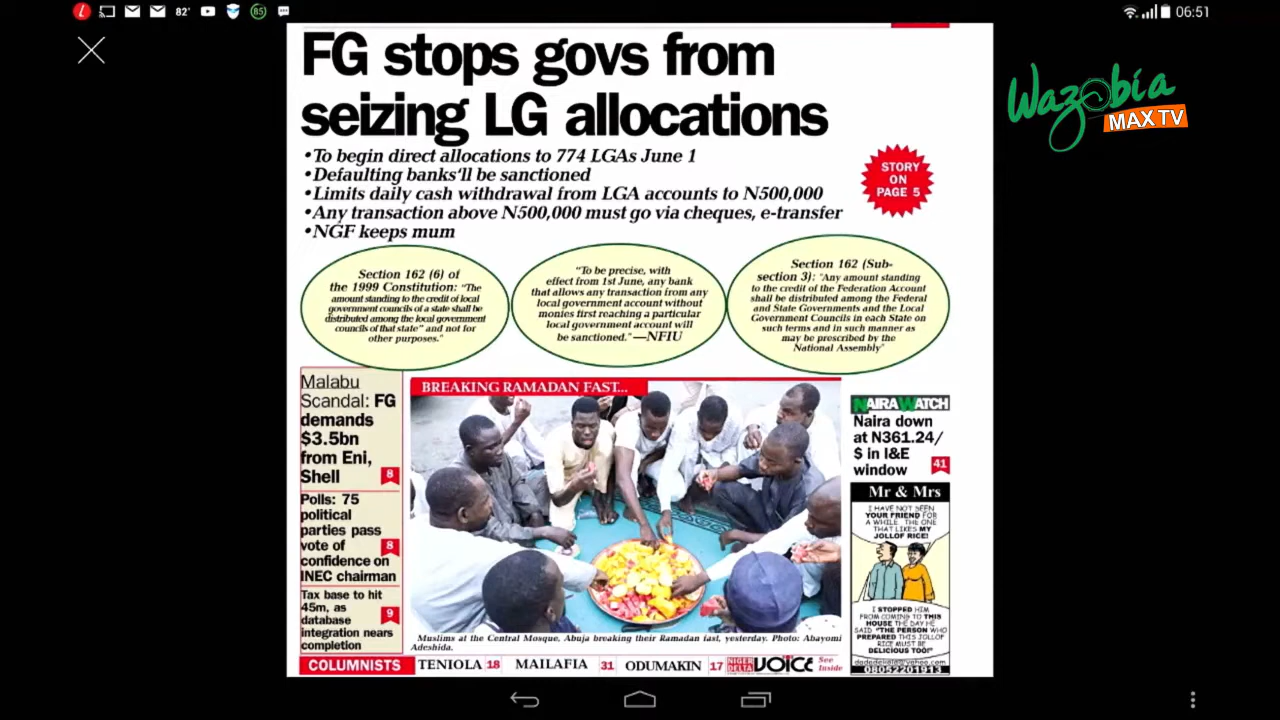 82°
85
06:51
Wazobia
MAX TV
FG stops govs from
seizing LG allocations
•To begin direct allocations to 774 LGAs June 1
•Defaulting banks'll be sanctioned
•Limits daily cash withdrawal from LGA accounts to N500,000
•Any transaction above N500,000 must go via cheques, e-transfer
•NGF keeps mum
STORY
ON
PAGE 5
Section 162 (6) of
the 1999 Constitution: "The
amount standing to the credit of local
government councils of a state shall be
distributed among the local government
councils of that state" and not for
other purposes."
"To be precise, with
effect from 1st June, any bank
that allows any transaction from any
local government account without
monies first reaching a particular
local government account will
be sanctioned."—NFIU
Section 162 (Sub-
section 3): "Any amount standing
to the credit of the Federation Account
shall be distributed among the Federal
and State Governments and the Local
Government Councils in each State on
such terms and in such manner as
may be prescribed by the
National Assembly"
Malabu
Scandal: FG
demands
$3.5bn
from Eni,
Shell
8
Polls: 75
political
parties pass
vote of
confidence on
INEC chairman
8
Tax base to hit
45m, as
database
integration nears
completion
9
BREAKING RAMADAN FAST...
Muslims at the Central Mosque, Abuja breaking their Ramadan fast, yesterday. Photo: Abayomi
Adeshida.
NAIRA WATCH
Naira down
at N361.24/
$ in I&E
window
41
Mr & Mrs
I HAVE NOT SEEN
YOUR FRIEND FOR
A WHILE. THE ONE
THAT LIKES MY
JOLLOF RICE!
I STOPPED HIM
FROM COMING TO THIS
HOUSE THE DAY HE
SAID "THE PERSON WHO
PREPARED THIS JOLLOF
RICE MUST BE
DELICIOUS TOO!"
08052201913
COLUMNISTS TENIOLA 18 MAILAFIA 31 ODUMAKIN 17 NIGER DELTA VOICE See Inside